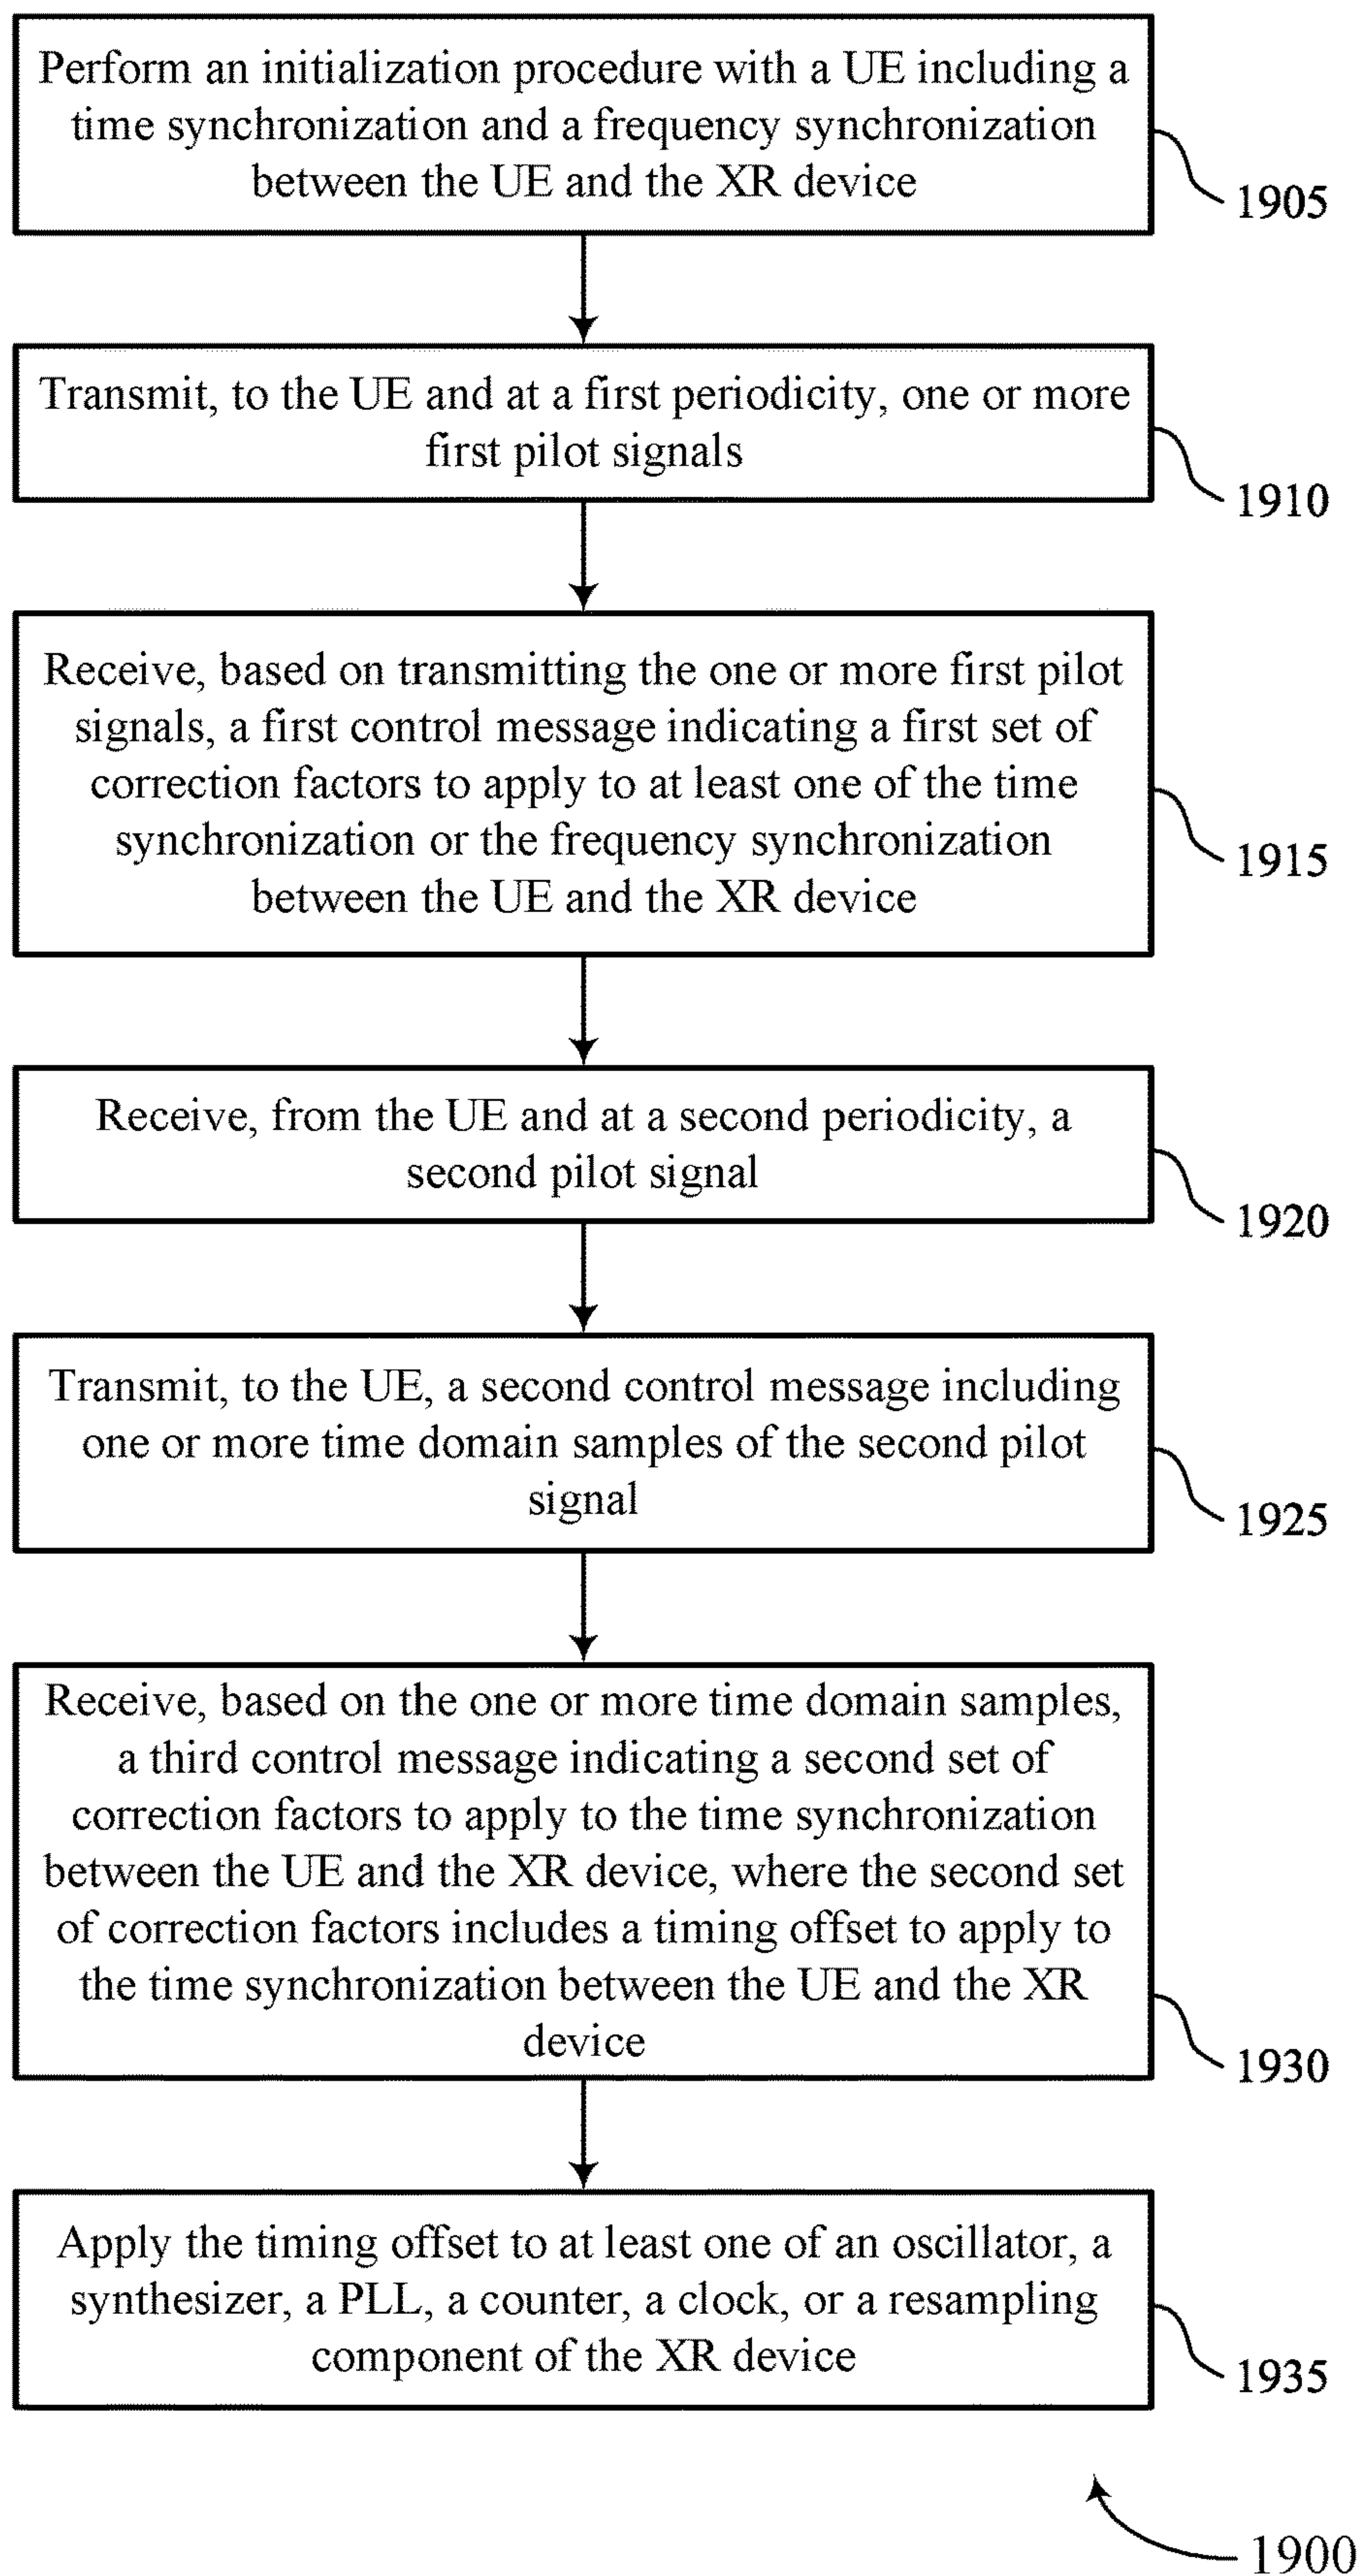 Perform an initialization procedure with a UE including a
time synchronization and a frequency synchronization
between the UE and the XR device
1905
Transmit, to the UE and at a first periodicity, one or more
first pilot signals
1910
Receive, based on transmitting the one or more first pilot
signals, a first control message indicating a first set of
correction factors to apply to at least one of the time
synchronization or the frequency synchronization
between the UE and the XR device
1915
Receive, from the UE and at a second periodicity, a
second pilot signal
1920
Transmit, to the UE, a second control message including
one or more time domain samples of the second pilot
signal
1925
Receive, based on the one or more time domain samples,
a third control message indicating a second set of
correction factors to apply to the time synchronization
between the UE and the XR device, where the second set
of correction factors includes a timing offset to apply to
the time synchronization between the UE and the XR
device
1930
Apply the timing offset to at least one of an oscillator, a
synthesizer, a PLL, a counter, a clock, or a resampling
component of the XR device
1935
1900